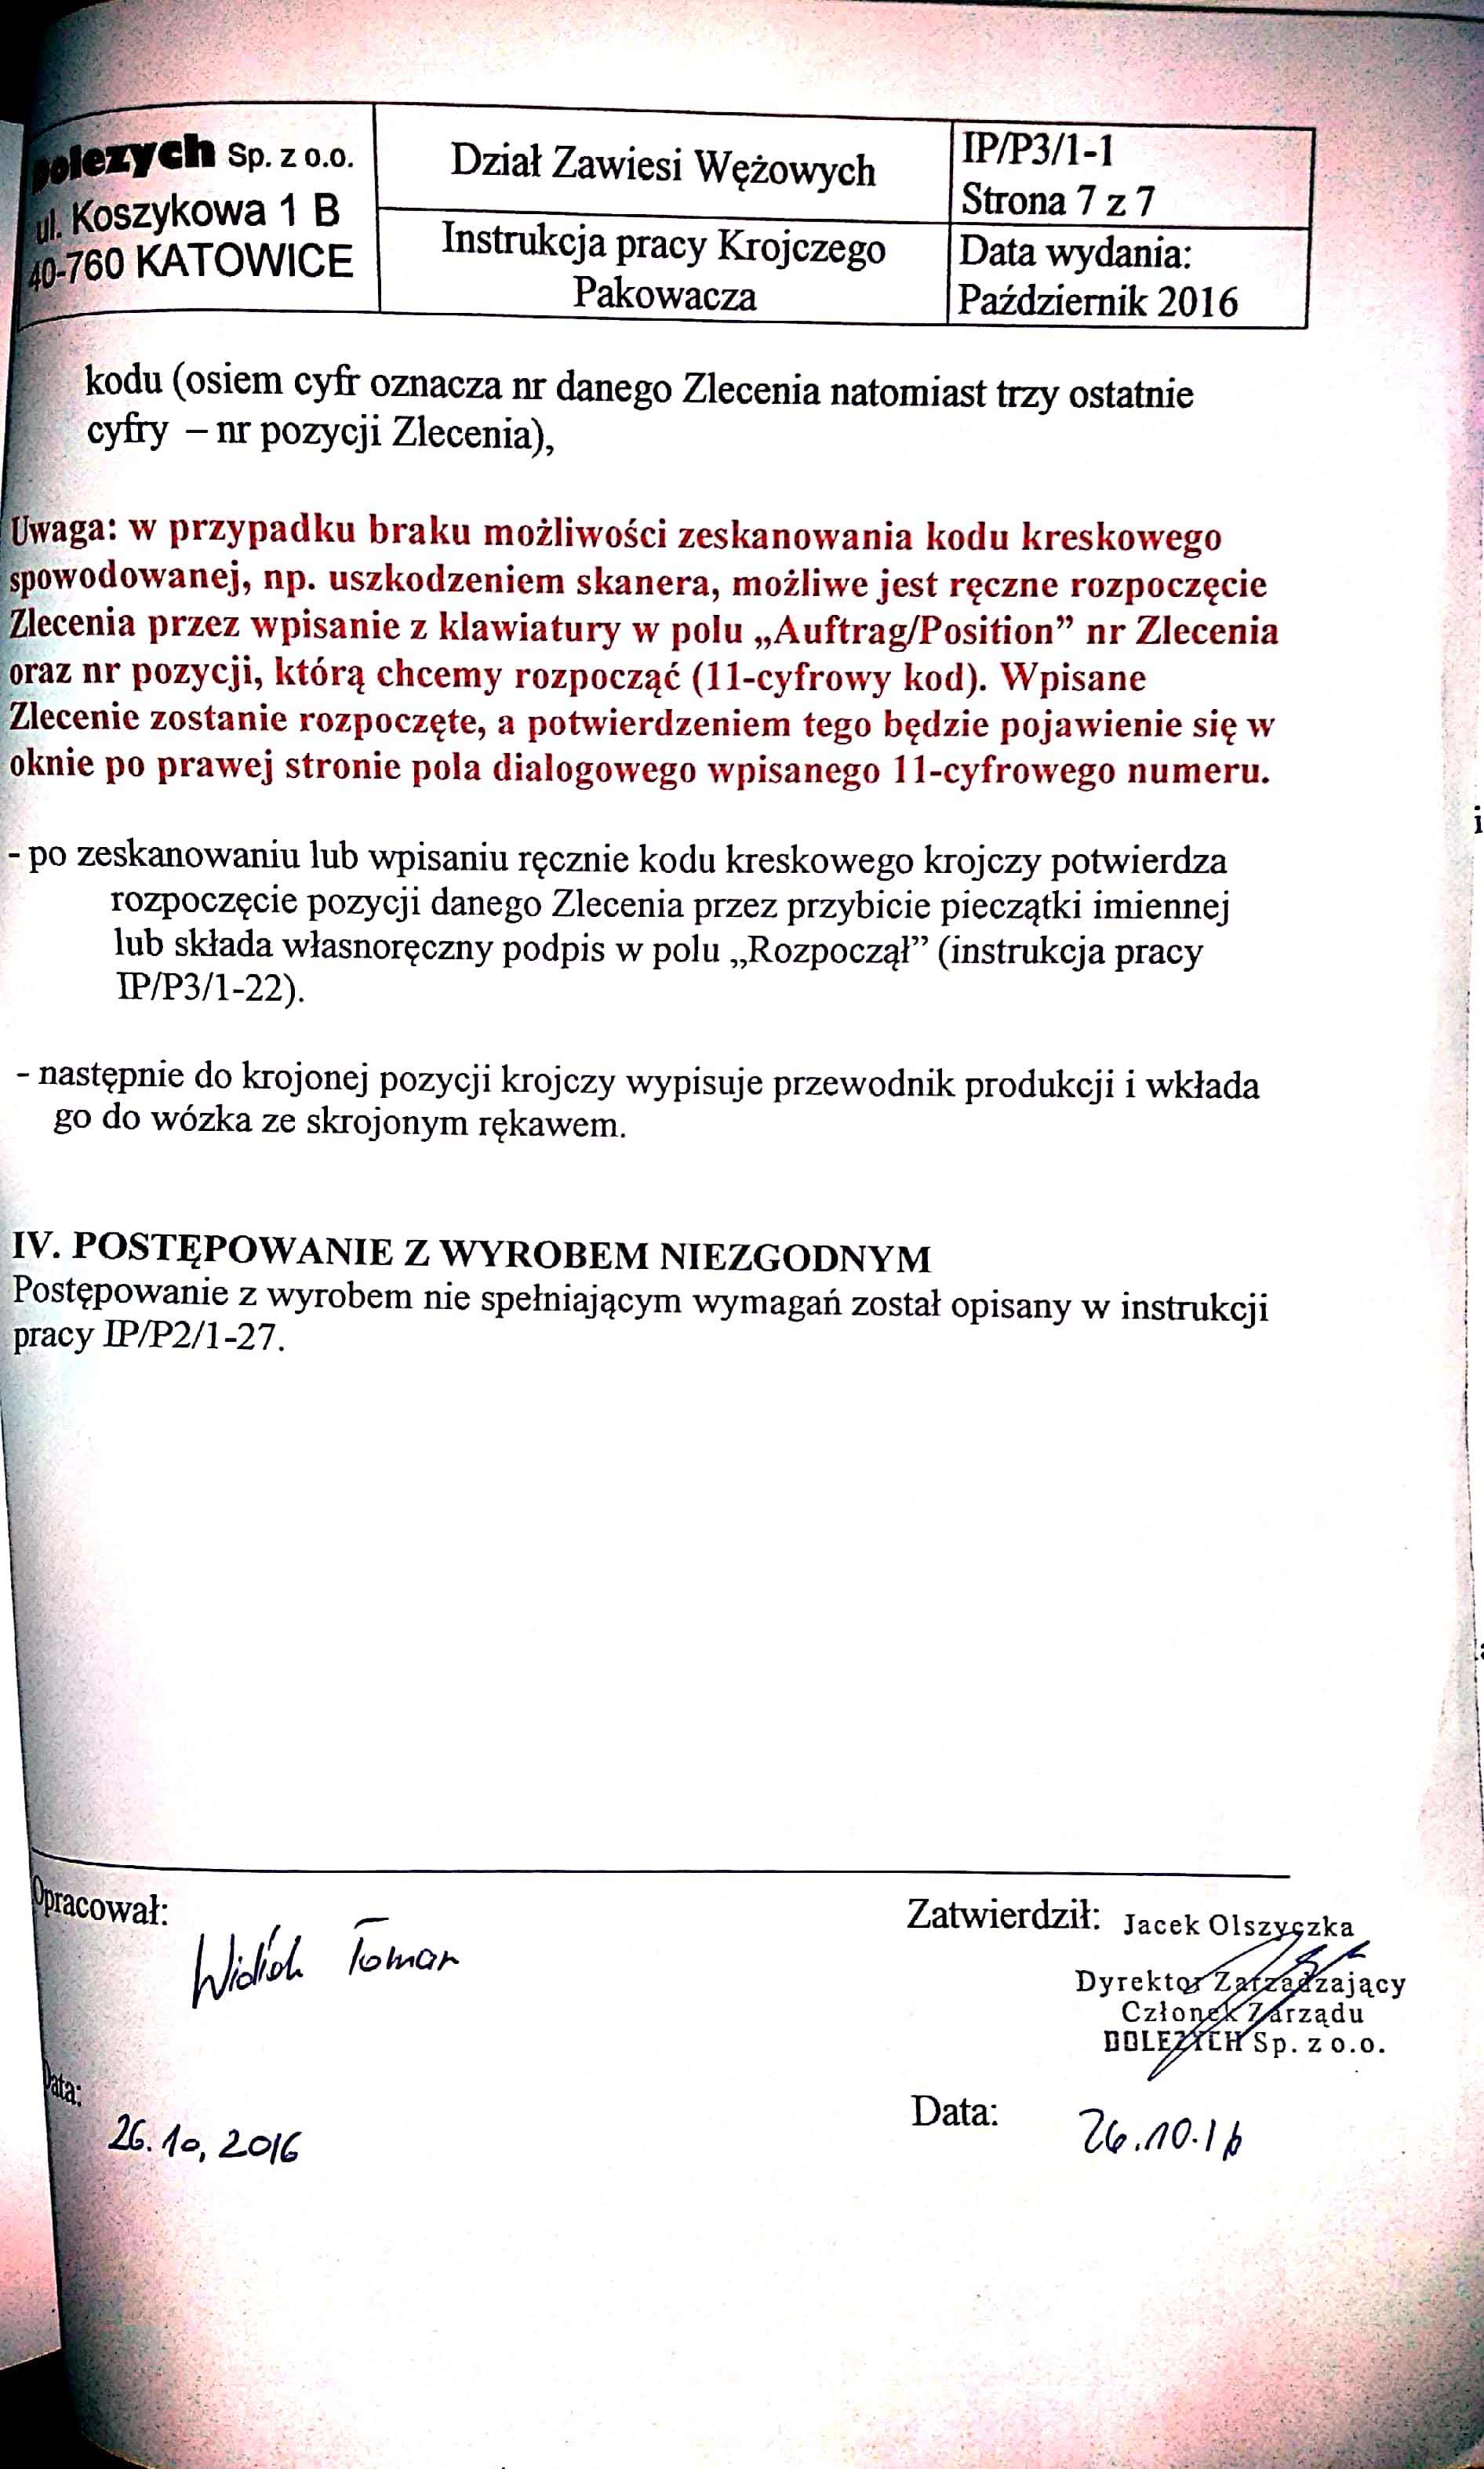 Dolezych Sp. z o.o.
ul. Koszykowa 1 B
40-760 KATOWICE
Dział Zawiesi Wężowych
Instrukcja pracy Krojczego
Pakowacza
IP/P3/1-1
Strona 7 z 7
Data wydania:
Październik 2016
kodu (osiem cyfr oznacza nr danego Zlecenia natomiast trzy ostatnie
cyfry – nr pozycji Zlecenia),
Uwaga: w przypadku braku możliwości zeskanowania kodu kreskowego
spowodowanej, np. uszkodzeniem skanera, możliwe jest ręczne rozpoczęcie
Zlecenia przez wpisanie z klawiatury w polu „Auftrag/Position” nr Zlecenia
oraz nr pozycji, którą chcemy rozpocząć (11-cyfrowy kod). Wpisane
Zlecenie zostanie rozpoczęte, a potwierdzeniem tego będzie pojawienie się w
oknie po prawej stronie pola dialogowego wpisanego 11-cyfrowego numeru.
- po zeskanowaniu lub wpisaniu ręcznie kodu kreskowego krojczy potwierdza
rozpoczęcie pozycji danego Zlecenia przez przybicie pieczątki imiennej
lub składa własnoręczny podpis w polu „Rozpoczął” (instrukcja pracy
IP/P3/1-22).
- następnie do krojonej pozycji krojczy wypisuje przewodnik produkcji i wkłada
go do wózka ze skrojonym rękawem.
IV. POSTĘPOWANIE Z WYROBEM NIEZGODNYM
Postępowanie z wyrobem nie spełniającym wymagań został opisany w instrukcji
pracy IP/P2/1-27.
Opracował:
Zatwierdził: Jacek Olszyczka
Dyrektor Zarządzający
Członek Zarządu
DOLEZYCH Sp. z o.o.
Data:
26.10,2016
Data:
26.10.16